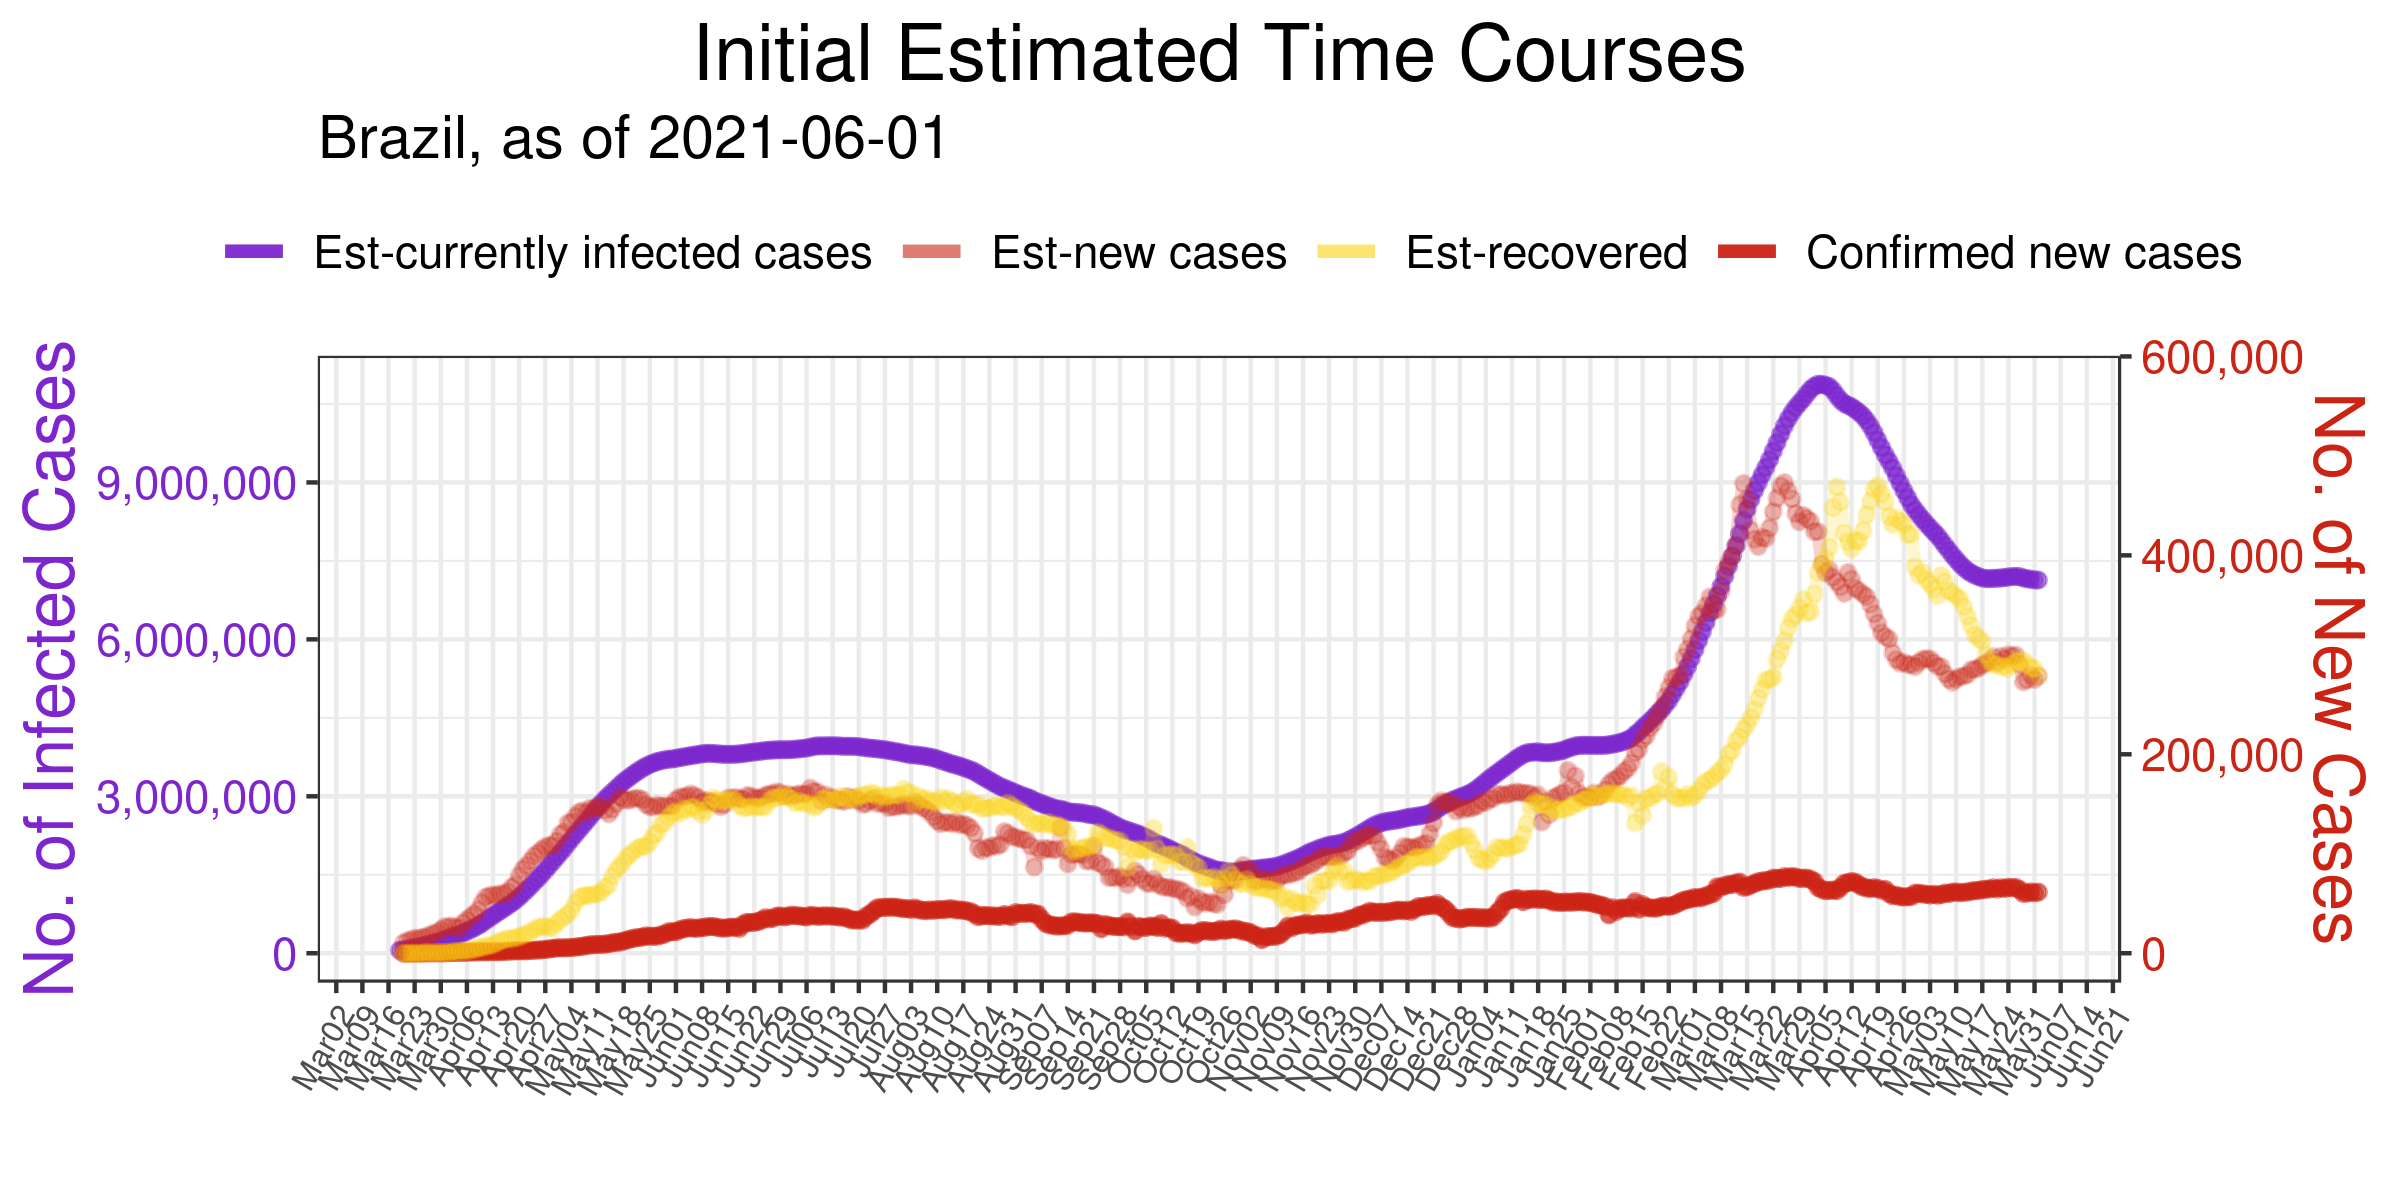 Initial Estimated Time Courses
Brazil, as of 2021-06-01
Est-currently infected cases Est-new cases Est-recovered Confirmed new cases
No. of Infected Cases
9,000,000
6,000,000
3,000,000
0
600,000
400,000
200,000
0
No. of New Cases
Mar02
Mar09
Mar16
Mar23
Mar30
Apr06
Apr13
Apr20
Apr27
May04
May11
May18
May25
Jun01
Jun08
Jun15
Jun22
Jun29
Jul06
Jul13
Jul20
Jul27
Aug03
Aug10
Aug17
Aug24
Aug31
Sep07
Sep14
Sep21
Sep28
Oct05
Oct12
Oct19
Oct26
Nov02
Nov09
Nov16
Nov23
Nov30
Dec07
Dec14
Dec21
Dec28
Jan04
Jan11
Jan18
Jan25
Feb01
Feb08
Feb15
Feb22
Mar01
Mar08
Mar15
Mar22
Mar29
Apr05
Apr12
Apr19
Apr26
May03
May10
May17
May24
May31
Jun07
Jun14
Jun21